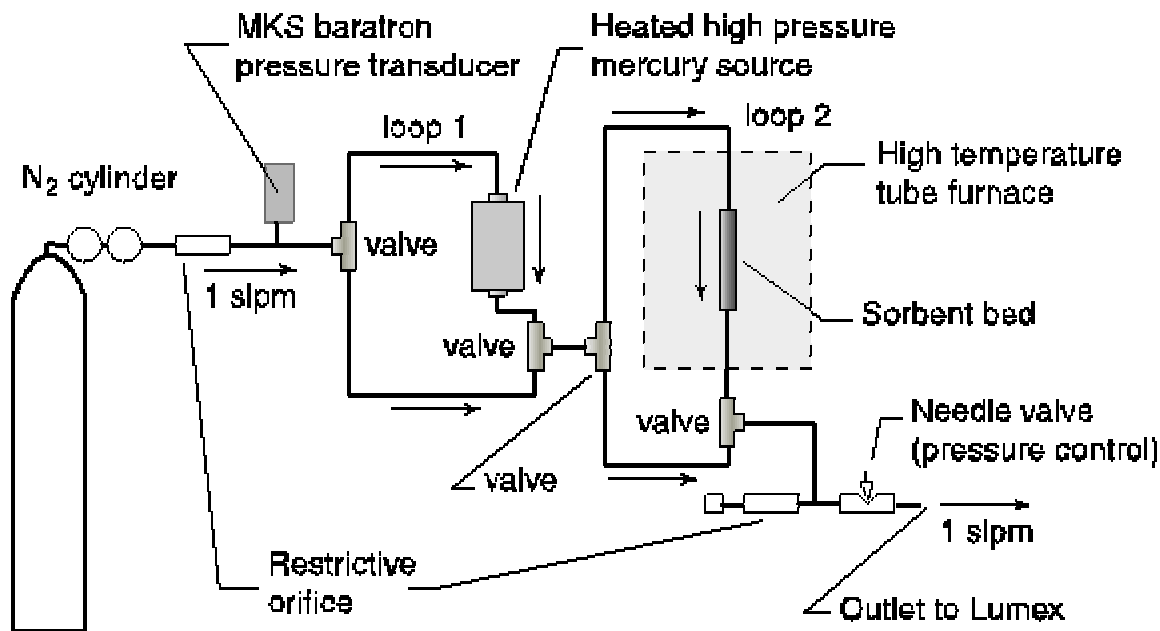 MKS baratron
pressure transducer
Heated high pressure
mercury source
loop 1
loop 2
N₂ cylinder
High temperature
tube furnace
valve
1 slpm
Sorbent bed
valve
valve
Needle valve
(pressure control)
valve
1 slpm
Restrictive
orifice
Outlet to Lumex